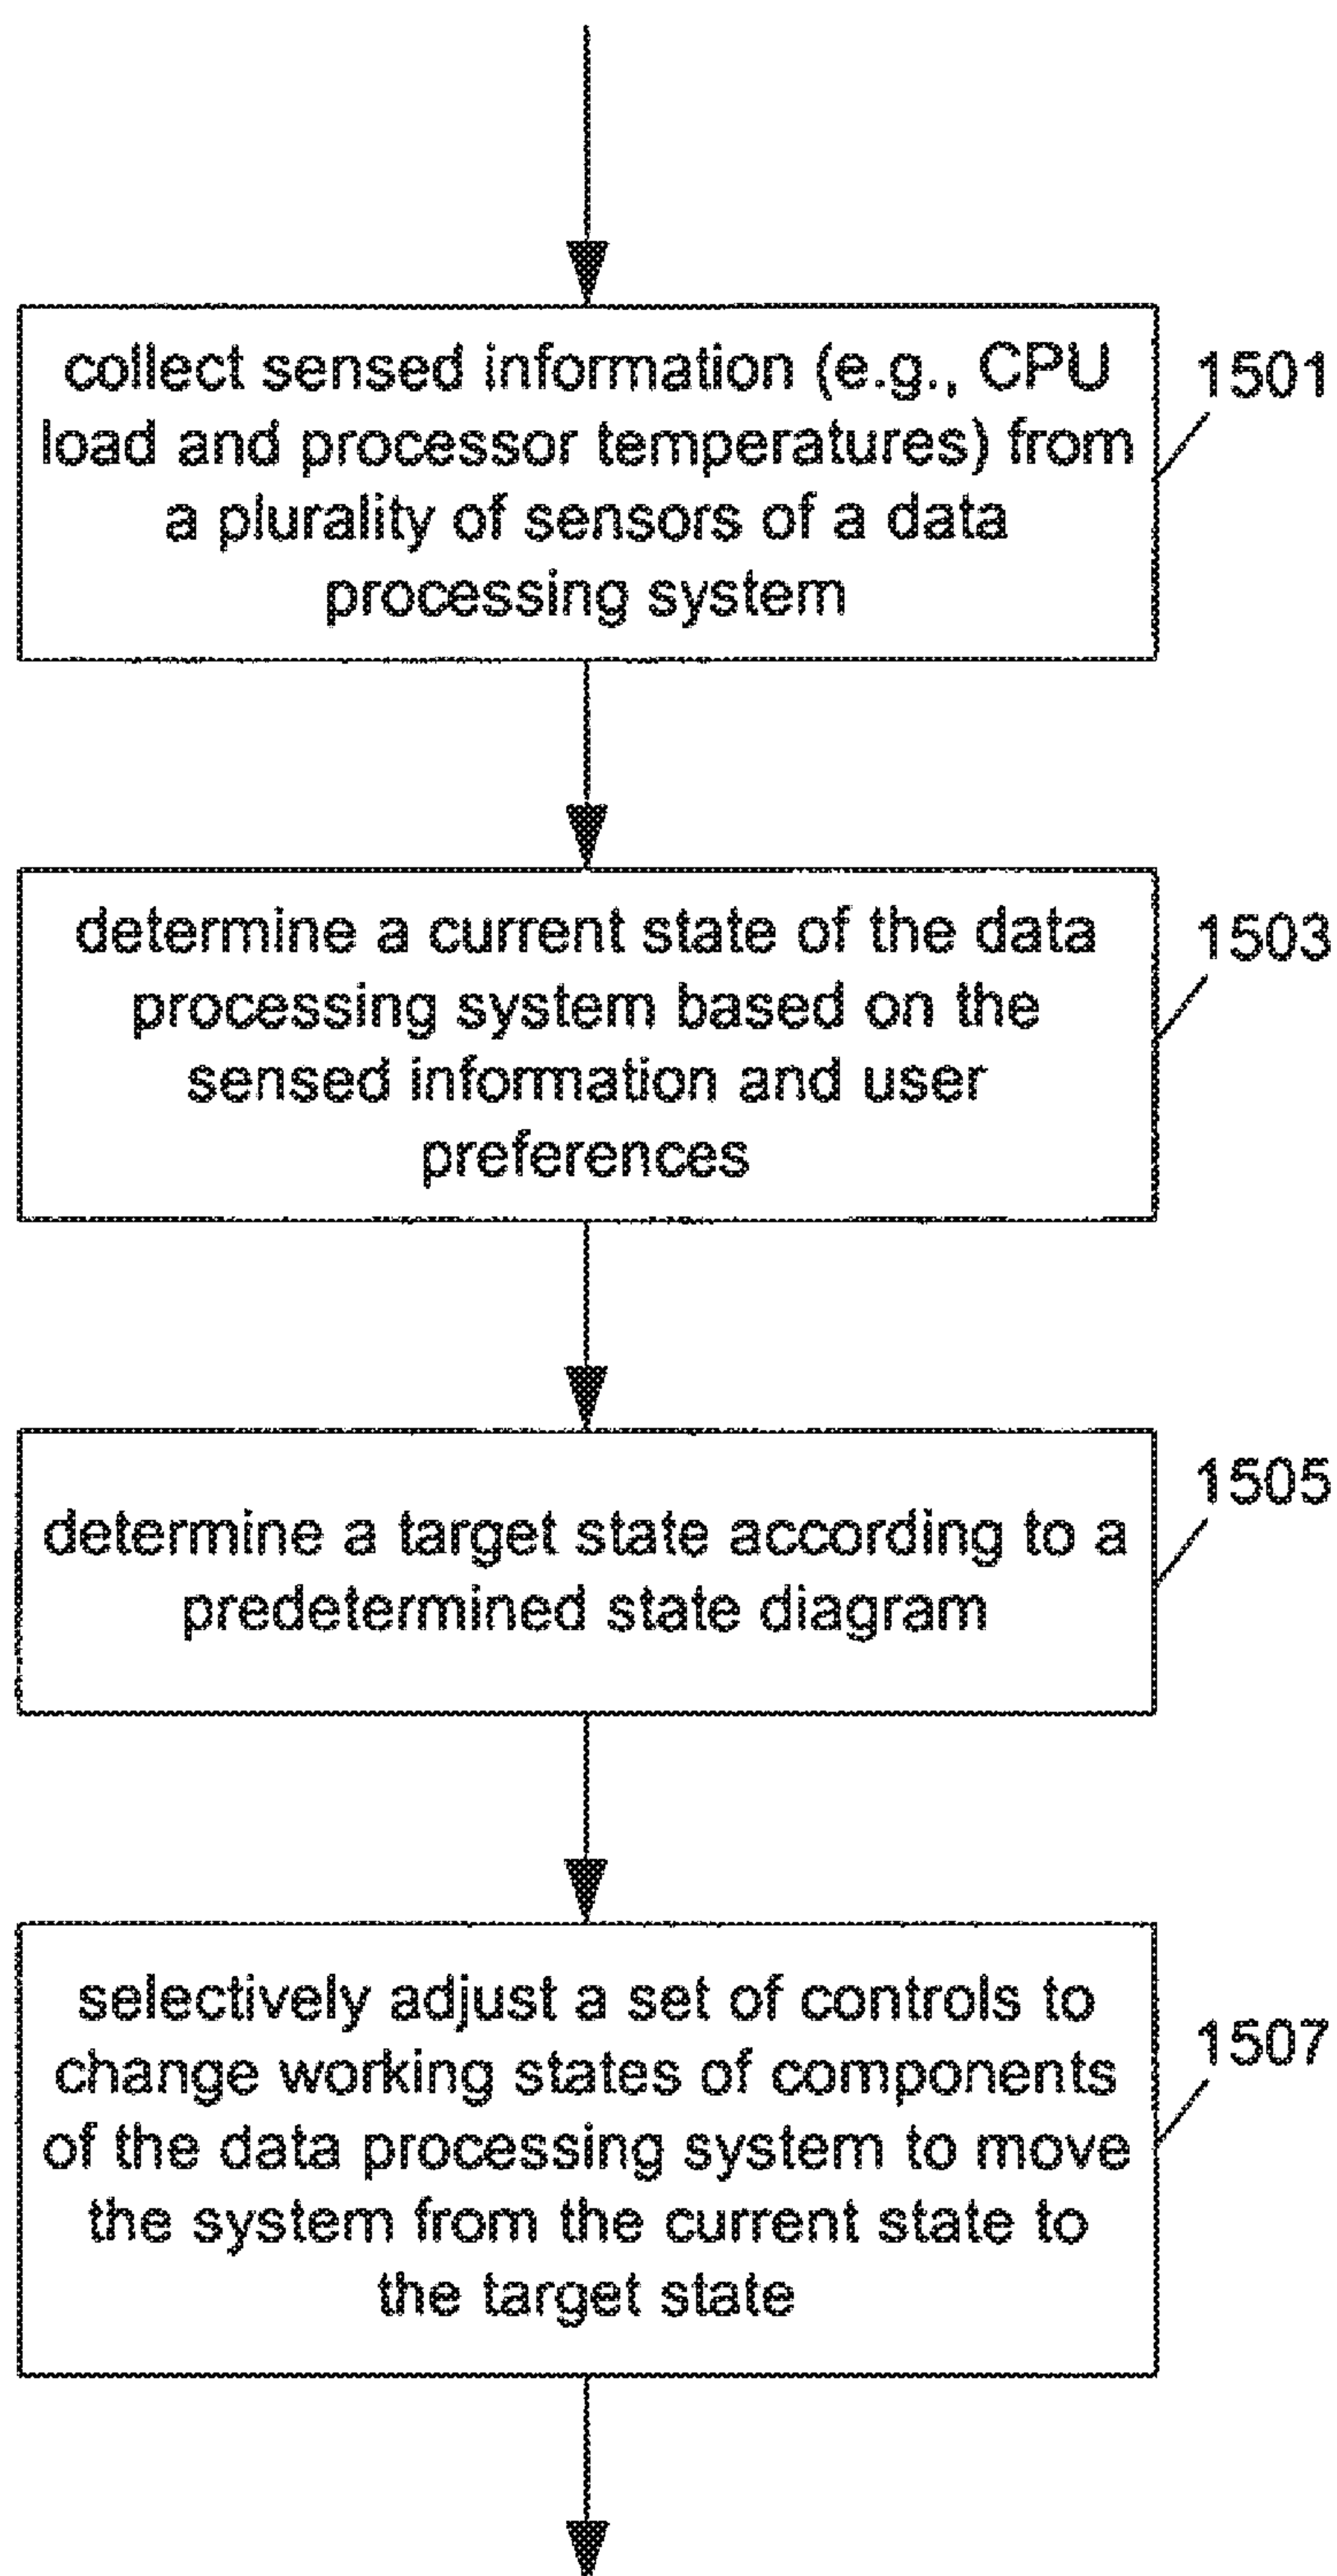 collect sensed information (e.g., CPU
load and processor temperatures) from
a plurality of sensors of a data
processing system
1501
determine a current state of the data
processing system based on the
sensed information and user
preferences
1503
determine a target state according to a
predetermined state diagram
1505
selectively adjust a set of controls to
change working states of components
of the data processing system to move
the system from the current state to
the target state
1507